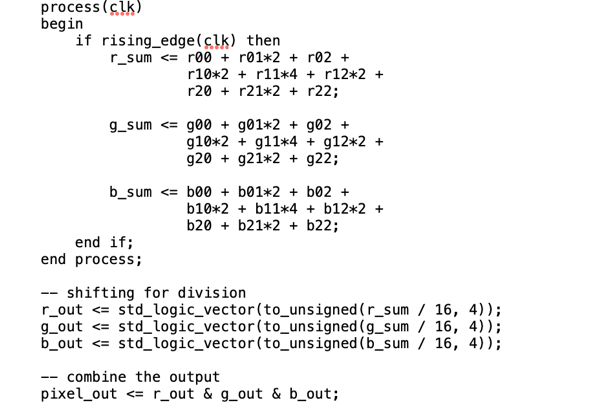 process(clk)
begin
    if rising_edge(clk) then
        r_sum <= r00 + r01*2 + r02 +
                 r10*2 + r11*4 + r12*2 +
                 r20 + r21*2 + r22;

        g_sum <= g00 + g01*2 + g02 +
                 g10*2 + g11*4 + g12*2 +
                 g20 + g21*2 + g22;

        b_sum <= b00 + b01*2 + b02 +
                 b10*2 + b11*4 + b12*2 +
                 b20 + b21*2 + b22;
    end if;
end process;

-- shifting for division
r_out <= std_logic_vector(to_unsigned(r_sum / 16, 4));
g_out <= std_logic_vector(to_unsigned(g_sum / 16, 4));
b_out <= std_logic_vector(to_unsigned(b_sum / 16, 4));

-- combine the output
pixel_out <= r_out & g_out & b_out;